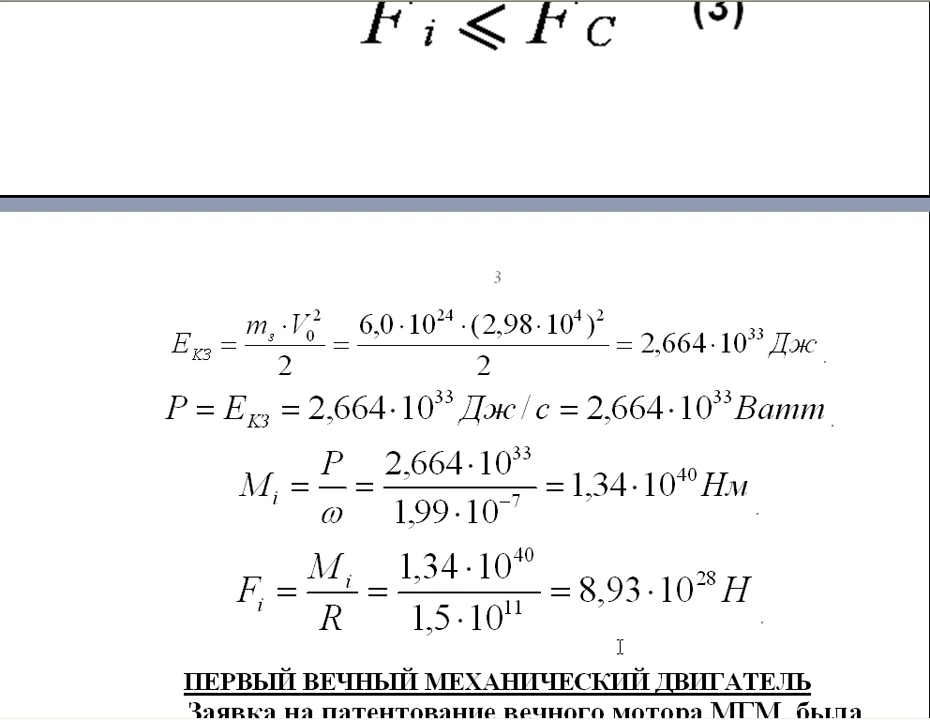 F i ⩽ F C (3)
3
E_КЗ = m_s · V_0^2 / 2 = 6,0 · 10^24 · (2,98 · 10^4)^2 / 2 = 2,664 · 10^33 Дж .
P = E_КЗ = 2,664 · 10^33 Дж / с = 2,664 · 10^33 Ватт .
M_i = P / ω = 2,664 · 10^33 / 1,99 · 10^−7 = 1,34 · 10^40 Нм .
F_i = M_i / R = 1,34 · 10^40 / 1,5 · 10^11 = 8,93 · 10^28 Н .
ПЕРВЫЙ ВЕЧНЫЙ МЕХАНИЧЕСКИЙ ДВИГАТЕЛЬ
Заявка на патентование вечного мотора МГМ была